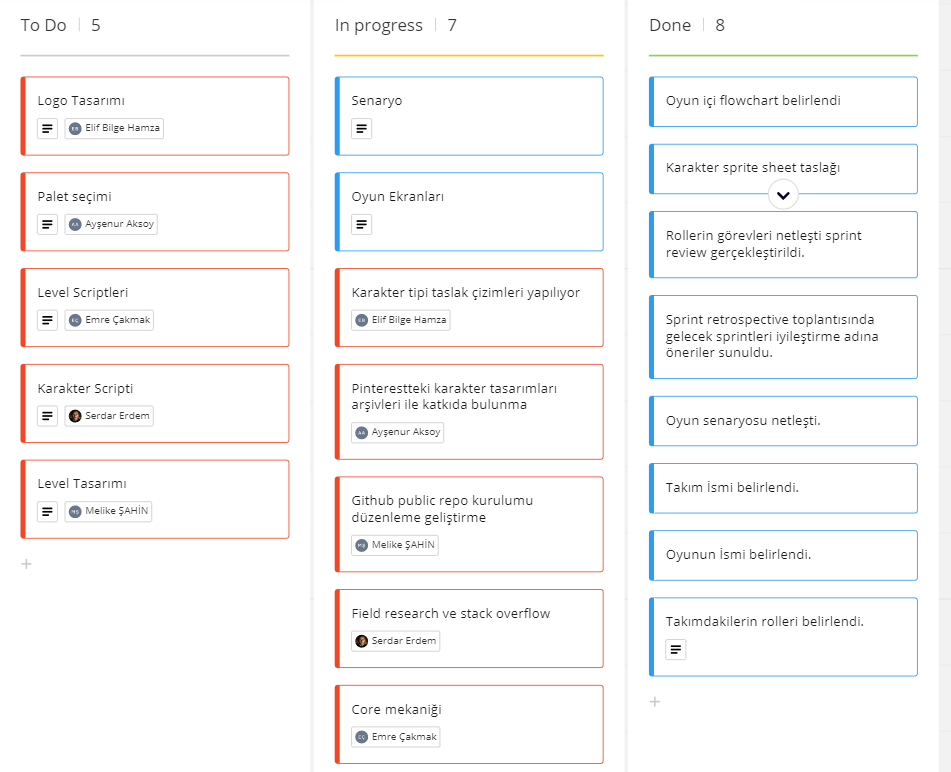 To Do 5
Logo Tasarımı
EB Elif Bilge Hamza
Palet seçimi
AA Ayşenur Aksoy
Level Scriptleri
EÇ Emre Çakmak
Karakter Scripti
Serdar Erdem
Level Tasarımı
MŞ Melike ŞAHİN
In progress 7
Senaryo
Oyun Ekranları
Karakter tipi taslak çizimleri yapılıyor
EB Elif Bilge Hamza
Pinterestteki karakter tasarımları
arşivleri ile katkıda bulunma
AA Ayşenur Aksoy
Github public repo kurulumu
düzenleme geliştirme
MŞ Melike ŞAHİN
Field research ve stack overflow
Serdar Erdem
Core mekaniği
EÇ Emre Çakmak
Done 8
Oyun içi flowchart belirlendi
Karakter sprite sheet taslağı
Rollerin görevleri netleşti sprint
review gerçekleştirildi.
Sprint retrospective toplantısında
gelecek sprintleri iyileştirme adına
öneriler sunuldu.
Oyun senaryosu netleşti.
Takım İsmi belirlendi.
Oyunun İsmi belirlendi.
Takımdakilerin rolleri belirlendi.